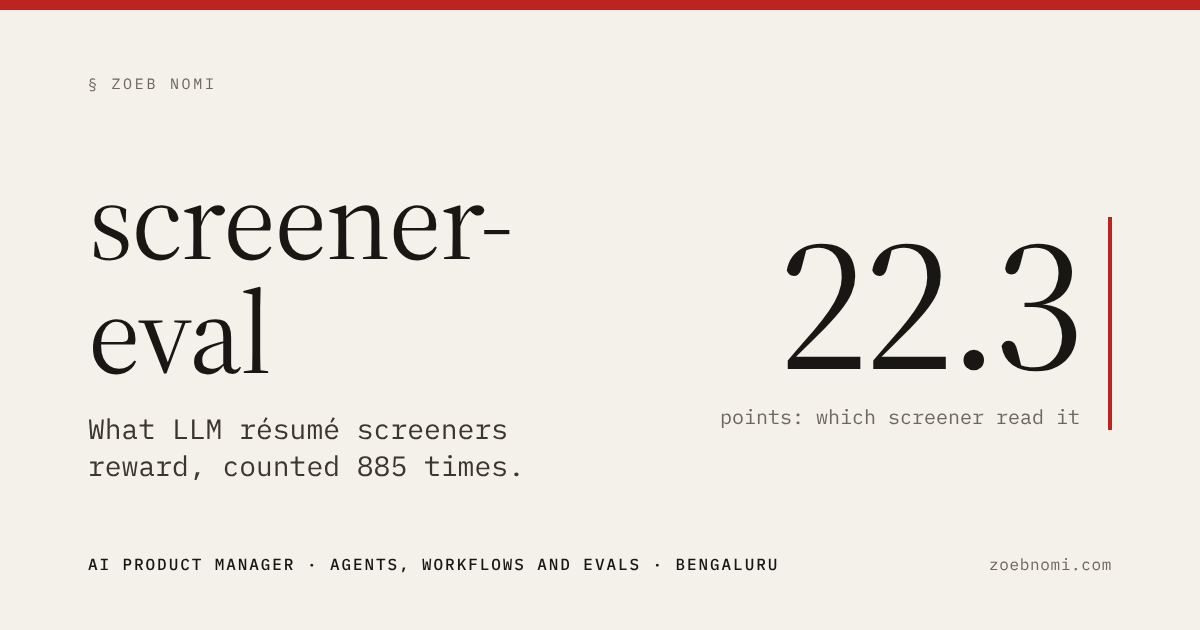 § ZOEB NOMI
screener-
eval
What LLM résumé screeners
reward, counted 885 times.
22.3
points: which screener read it
AI PRODUCT MANAGER · AGENTS, WORKFLOWS AND EVALS · BENGALURU
zoebnomi.com